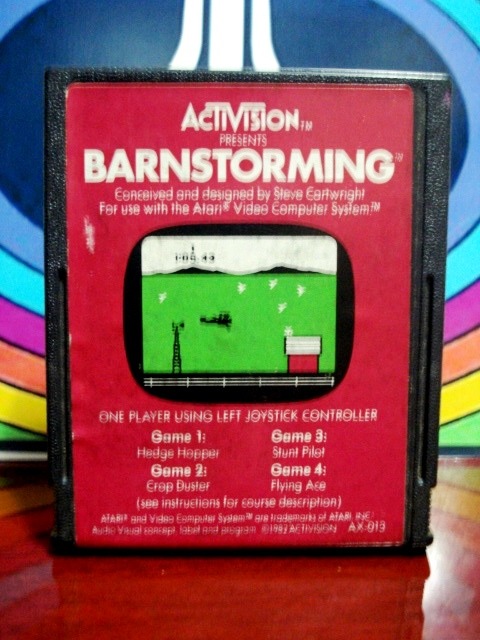 ACTIVISION™
PRESENTS
BARNSTORMING™
Conceived and designed by Steve Cartwright
For use with the Atari® Video Computer System™
ONE PLAYER USING LEFT JOYSTICK CONTROLLER
Game 1: Game 3:
Hedge Hopper Stunt Pilot
Game 2: Game 4:
Crop Duster Flying Ace
(see instructions for course description)
ATARI® and Video Computer System™ are trademarks of ATARI, INC.
Audio Visual concept, label and program ©1982 ACTIVISION AX-013